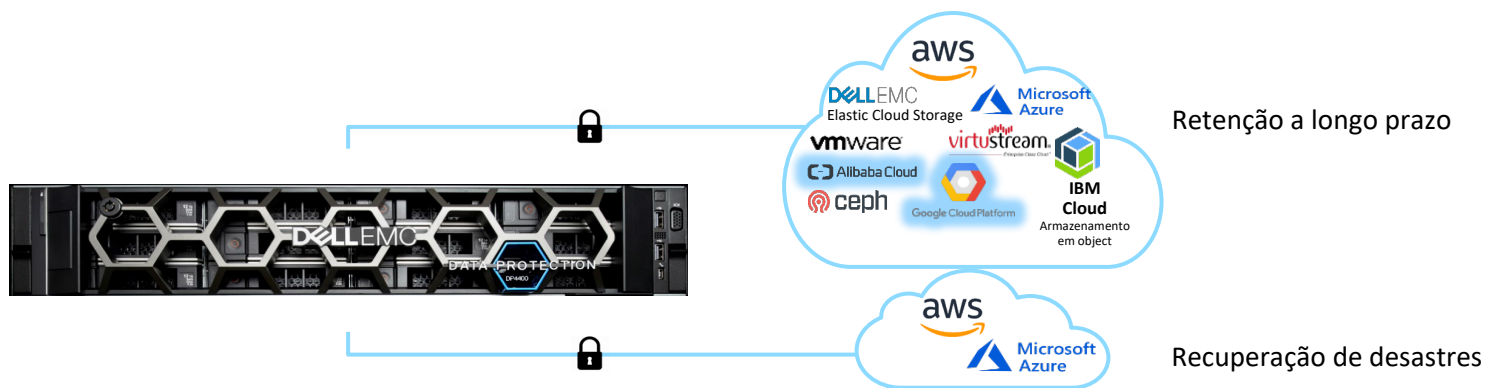 aws
DELLEMC
Elastic Cloud Storage
Microsoft
Azure
Retenção a longo prazo
vmware
virtustream.
Alibaba Cloud
ceph
Google Cloud Platform
IBM
Cloud
Armazenamento
em object
DELLEMC
DATA PROTECTION
DP4400
aws
Microsoft
Azure
Recuperação de desastres